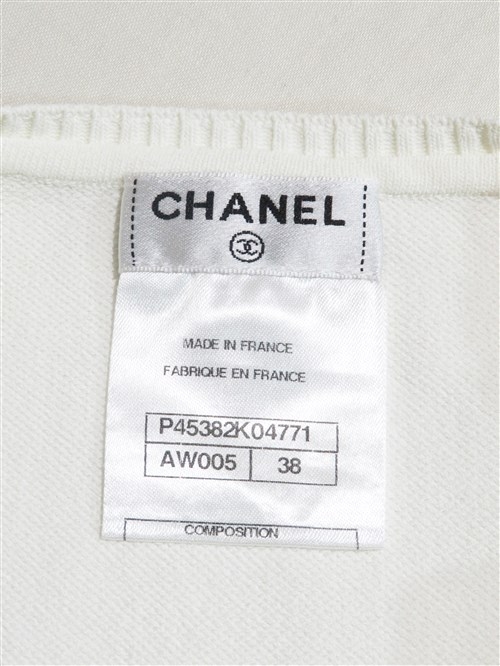 CHANEL
MADE IN FRANCE
FABRIQUE EN FRANCE
P45382K04771
AW005 38
COMPOSITION